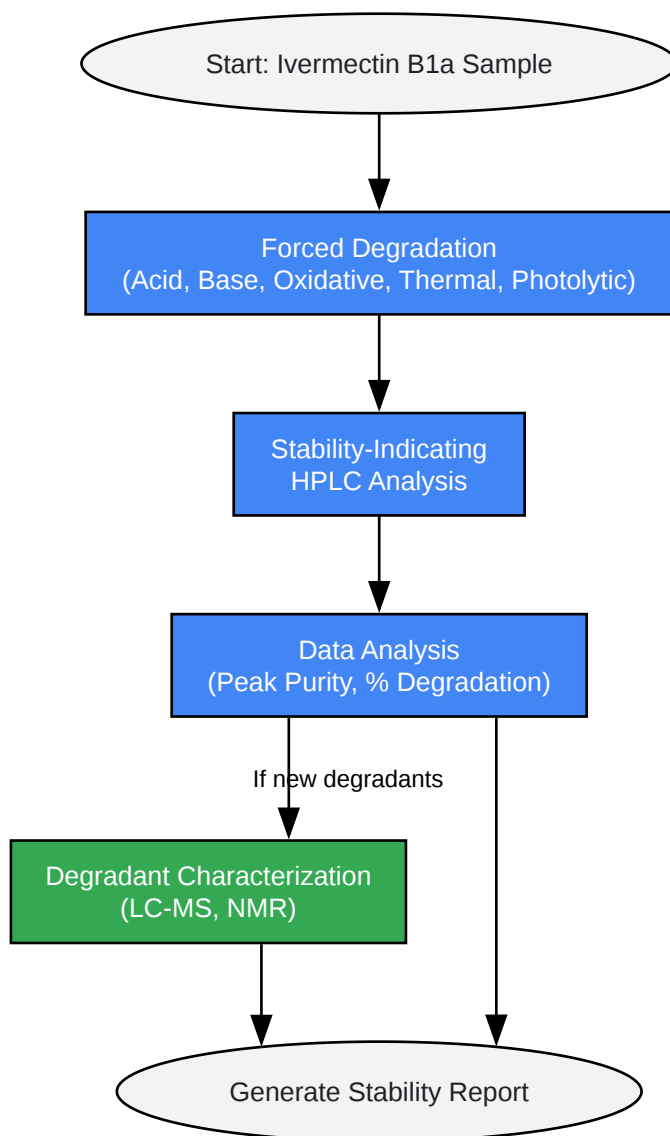 Start: Ivermectin B1a Sample
Forced Degradation
(Acid, Base, Oxidative, Thermal, Photolytic)
Stability-Indicating
HPLC Analysis
Data Analysis
(Peak Purity, % Degradation)
If new degradants
Degradant Characterization
(LC-MS, NMR)
Generate Stability Report